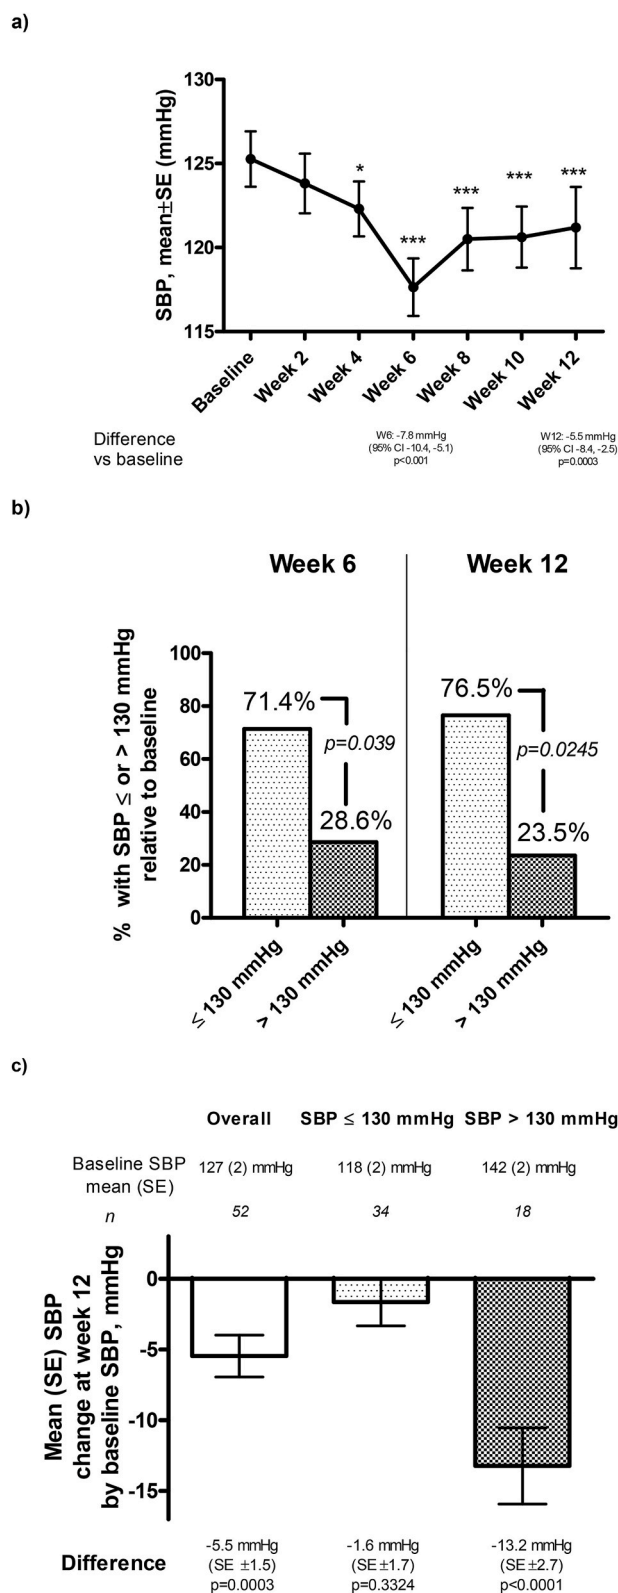 a)
130
125
120
115
SBP, mean±SE (mmHg)
*
***
***
***
***
Baseline
Week 2
Week 4
Week 6
Week 8
Week 10
Week 12
Difference
vs baseline
W6: -7.8 mmHg
(95% CI -10.4, -5.1)
p<0.001
W12: -5.5 mmHg
(95% CI -8.4, -2.5)
p=0.0003
b)
Week 6
Week 12
% with SBP ≤ or > 130 mmHg
relative to baseline
100
80
60
40
20
0
71.4%
p=0.039
28.6%
76.5%
p=0.0245
23.5%
≤ 130 mmHg
> 130 mmHg
≤ 130 mmHg
> 130 mmHg
c)
Overall
SBP ≤ 130 mmHg
SBP > 130 mmHg
Baseline SBP
mean (SE)
127 (2) mmHg
118 (2) mmHg
142 (2) mmHg
n
52
34
18
Mean (SE) SBP
change at week 12
by baseline SBP, mmHg
0
-5
-10
-15
Difference
-5.5 mmHg
(SE ±1.5)
p=0.0003
-1.6 mmHg
(SE±1.7)
p=0.3324
-13.2 mmHg
(SE±2.7)
p<0.0001